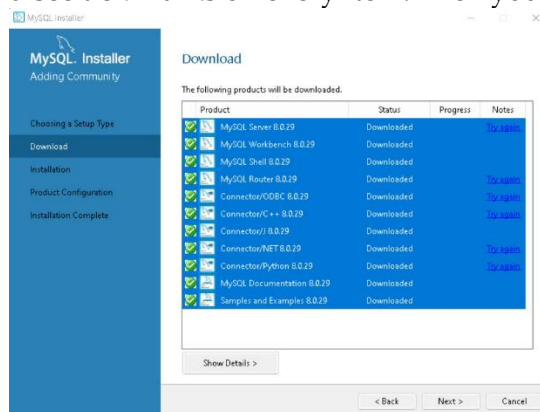 MySQL Installer
MySQL. Installer
Adding Community
Choosing a Setup Type
Download
Installation
Product Configuration
Installation Complete
Download
The following products will be downloaded.
Product Status Progress Notes
MySQL Server 8.0.29 Downloaded Try again
MySQL Workbench 8.0.29 Downloaded
MySQL Shell 8.0.29 Downloaded
MySQL Router 8.0.29 Downloaded Try again
Connector/ODBC 8.0.29 Downloaded Try again
Connector/C++ 8.0.29 Downloaded Try again
Connector/J 8.0.29 Downloaded
Connector/NET 8.0.29 Downloaded Try again
Connector/Python 8.0.29 Downloaded Try again
MySQL Documentation 8.0.29 Downloaded
Samples and Examples 8.0.29 Downloaded
Show Details >
< Back Next > Cancel